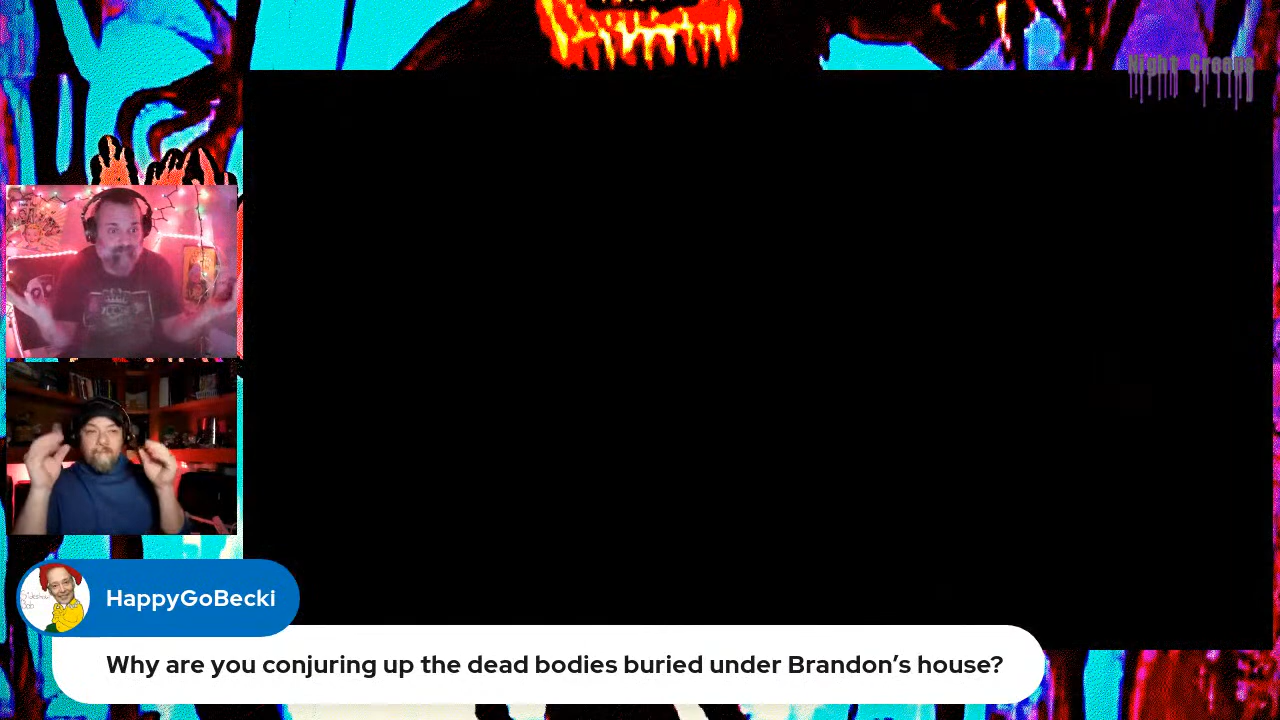 Night Creeps
HappyGoBecki
Why are you conjuring up the dead bodies buried under Brandon’s house?